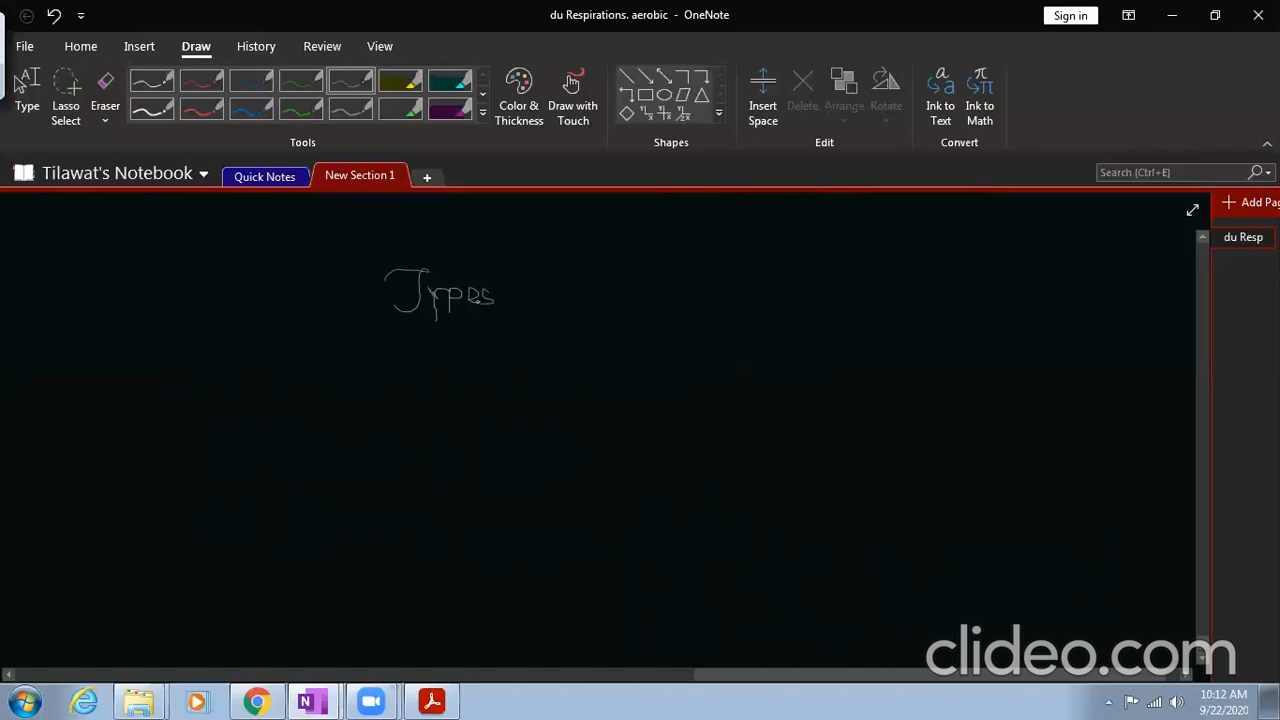 du Respirations. aerobic - OneNote
Sign in
File Home Insert Draw History Review View
Type
Lasso Select
Eraser
Color & Thickness
Draw with Touch
Insert Space
Delete
Arrange
Rotate
Ink to Text
Ink to Math
Tools Shapes Edit Convert
Tilawat's Notebook Quick Notes New Section 1 Search (Ctrl+E)
Add Pag
du Resp
Types
clideo.com
10:12 AM
9/22/2020